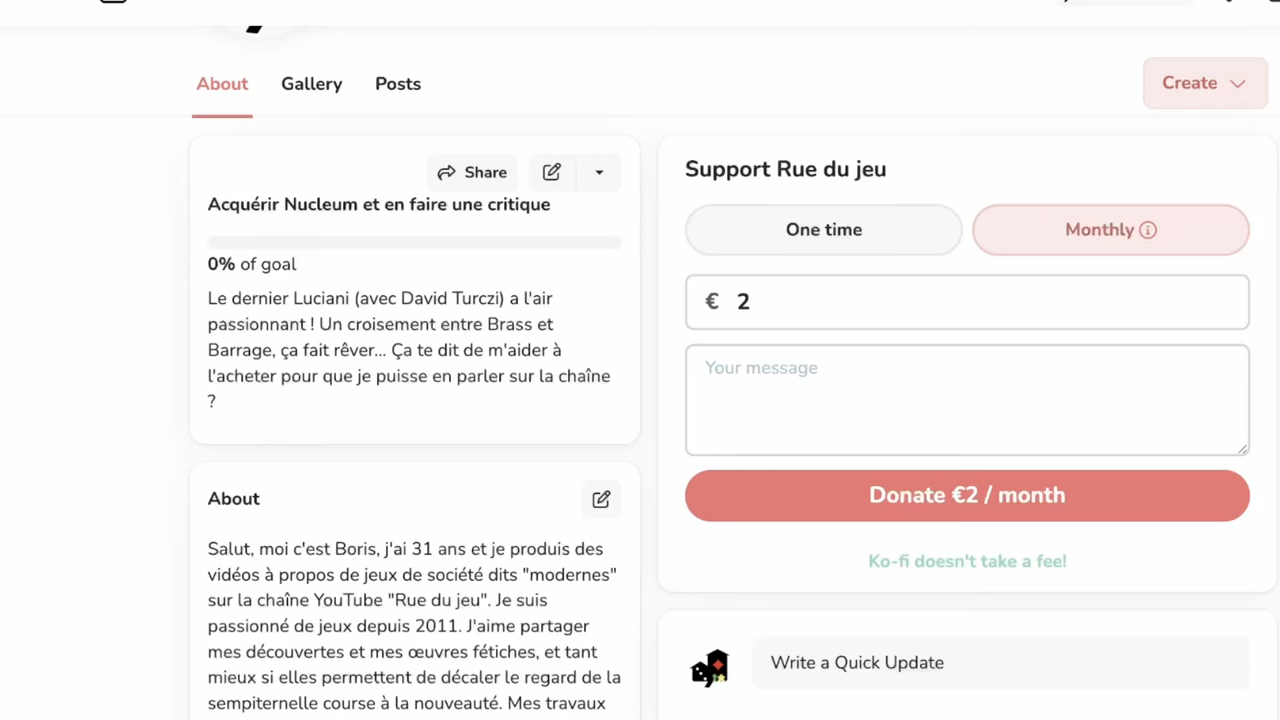 About
Gallery
Posts
Create
Share
Acquérir Nucleum et en faire une critique
0% of goal
Le dernier Luciani (avec David Turczi) a l'air
passionnant ! Un croisement entre Brass et
Barrage, ça fait rêver... Ça te dit de m'aider à
l'acheter pour que je puisse en parler sur la chaîne
?
About
Salut, moi c'est Boris, j'ai 31 ans et je produis des
vidéos à propos de jeux de société dits "modernes"
sur la chaîne YouTube "Rue du jeu". Je suis
passionné de jeux depuis 2011. J'aime partager
mes découvertes et mes œuvres fétiches, et tant
mieux si elles permettent de décaler le regard de la
sempiternelle course à la nouveauté. Mes travaux
Support Rue du jeu
One time
Monthly
€ 2
Your message
Donate €2 / month
Ko-fi doesn't take a fee!
Write a Quick Update